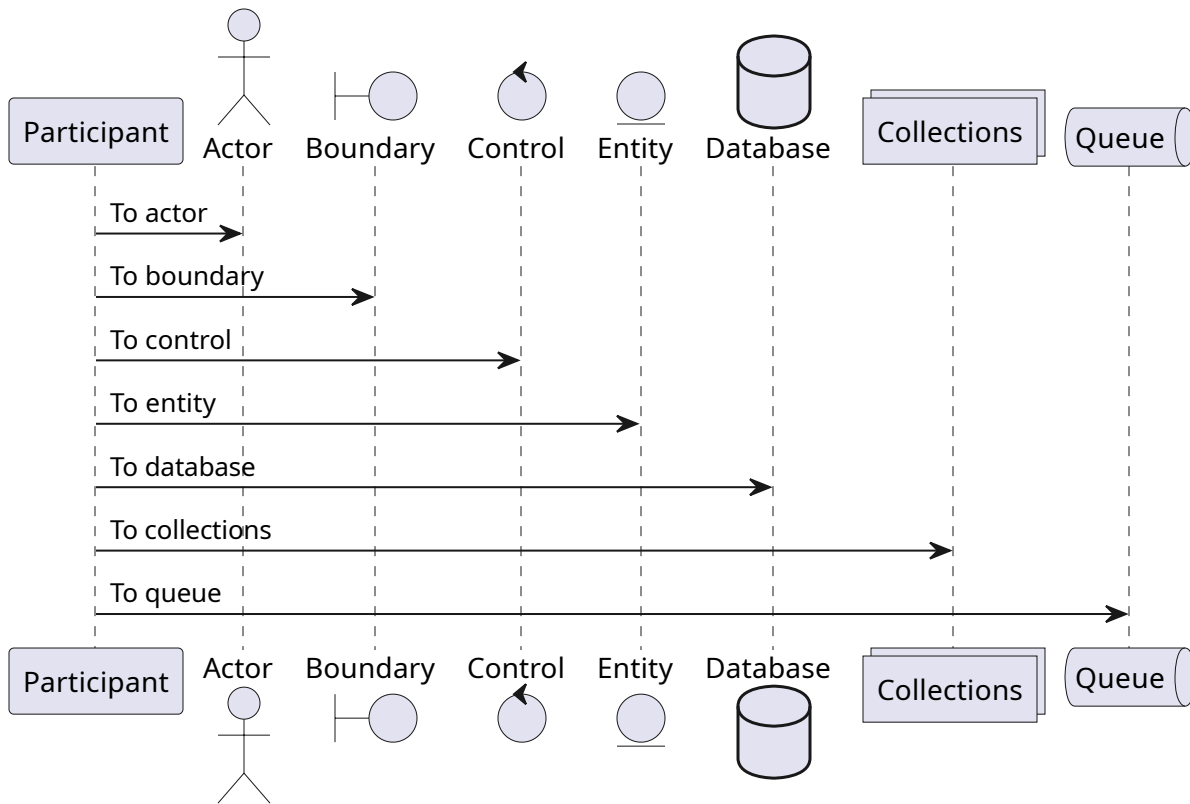 Participant
Actor
Boundary
Control
Entity
Database
Collections
Queue
To actor
To boundary
To control
To entity
To database
To collections
To queue
Participant
Actor
Boundary
Control
Entity
Database
Collections
Queue